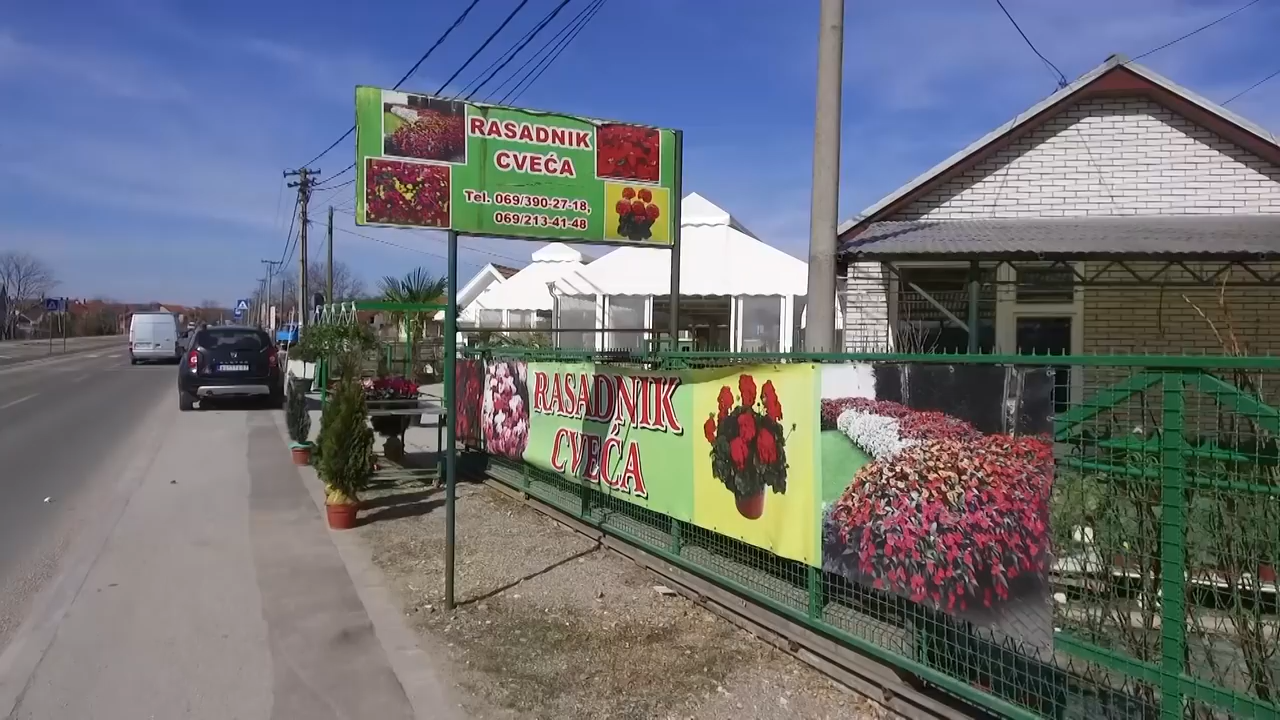 RASADNIK
CVEĆA
Tel. 069/390-27-18,
069/213-41-48
RASADNIK
CVEĆA